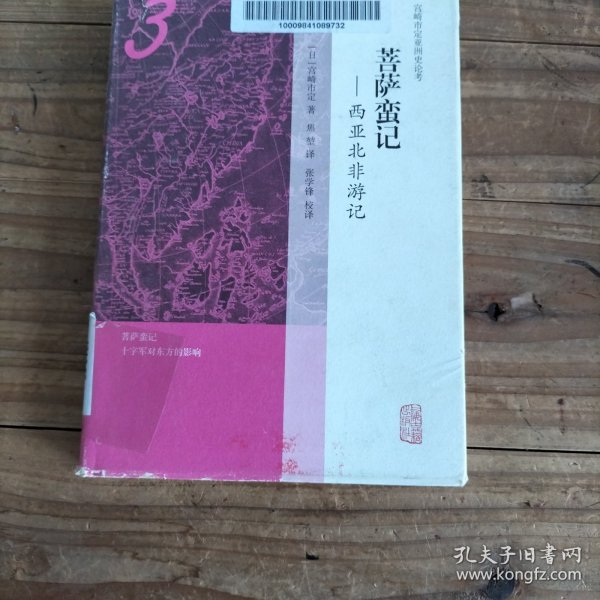 10009841089732
3
宫崎市定亚洲史论考
菩萨蛮记
——西亚北非游记
［日］宫崎市定 著
焦堃 译 张学锋 校译
菩萨蛮记
十字军对东方的影响
孔夫子旧书网
www.kongfz.com